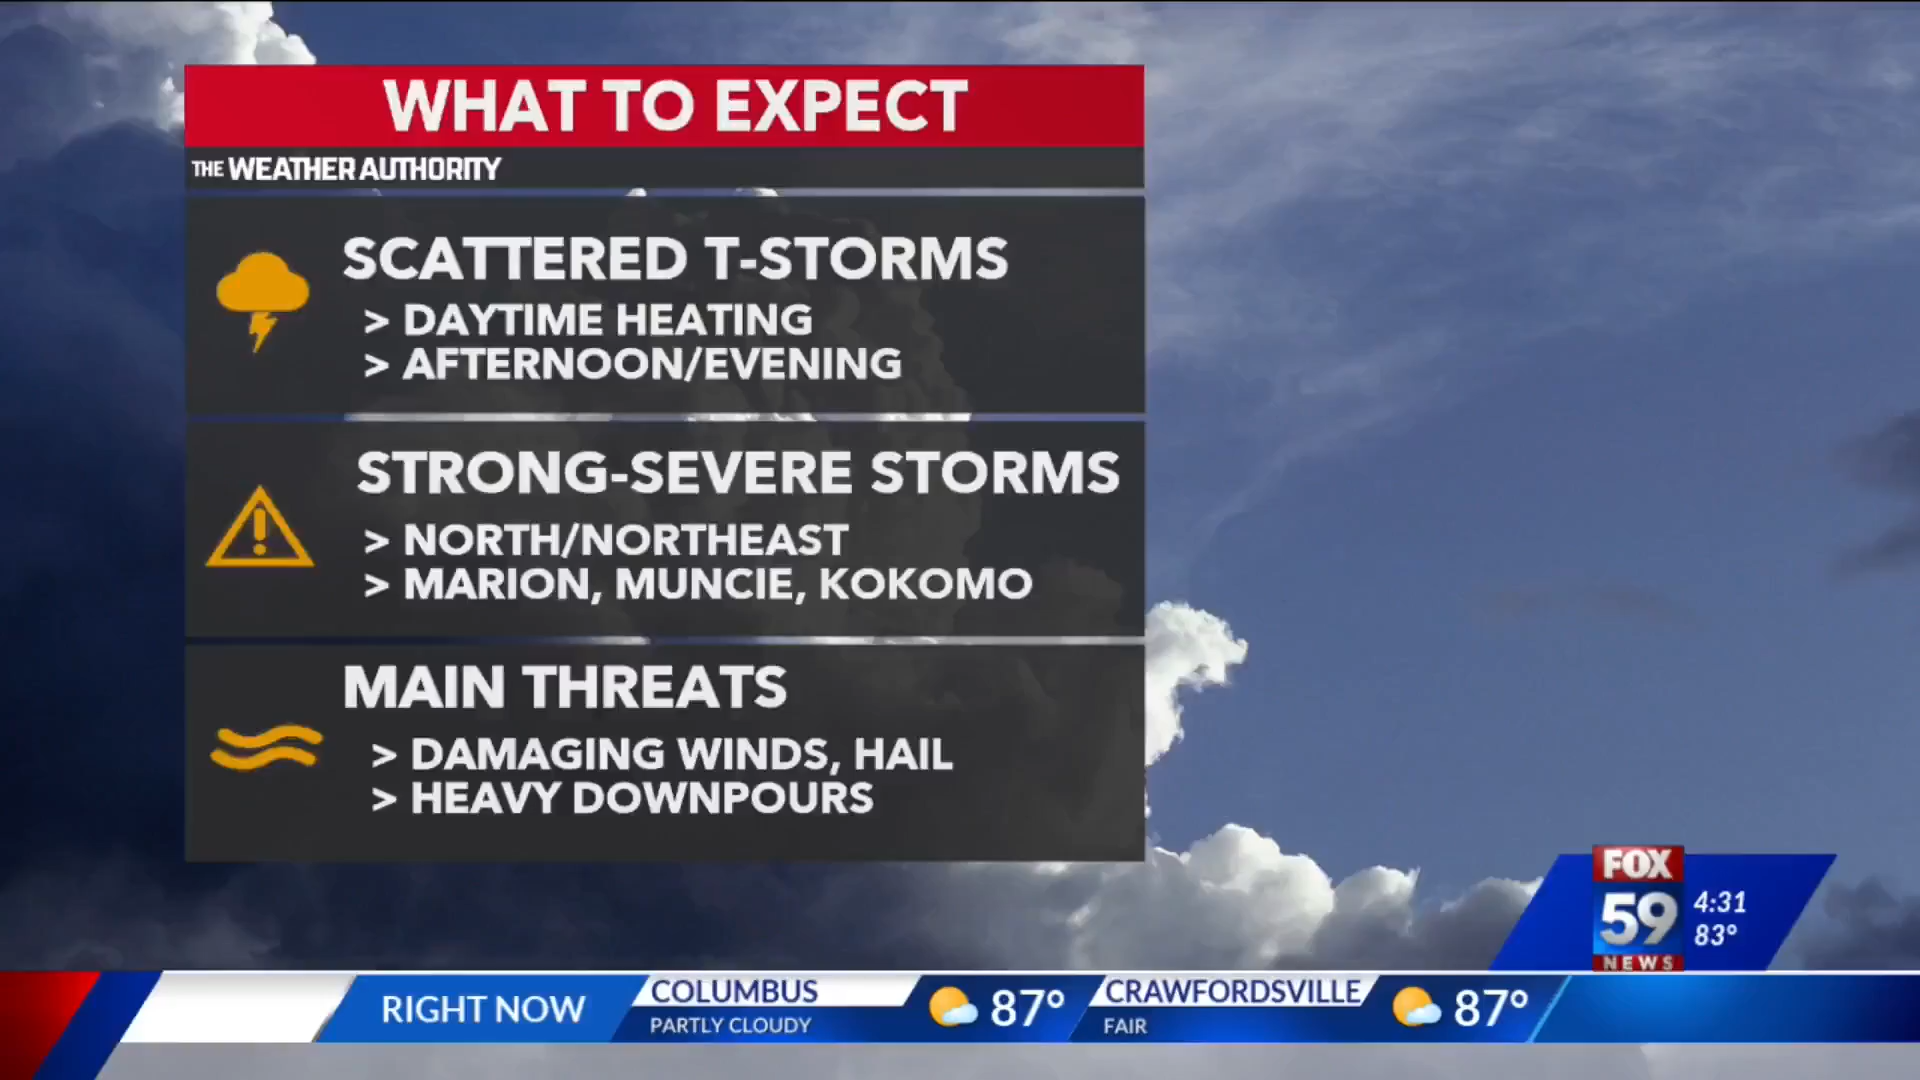 WHAT TO EXPECT
THE WEATHER AUTHORITY
SCATTERED T-STORMS
> DAYTIME HEATING
> AFTERNOON/EVENING
STRONG-SEVERE STORMS
> NORTH/NORTHEAST
> MARION, MUNCIE, KOKOMO
MAIN THREATS
> DAMAGING WINDS, HAIL
> HEAVY DOWNPOURS
FOX
59
NEWS
4:31
83°
RIGHT NOW
COLUMBUS
PARTLY CLOUDY
87°
CRAWFORDSVILLE
FAIR
87°